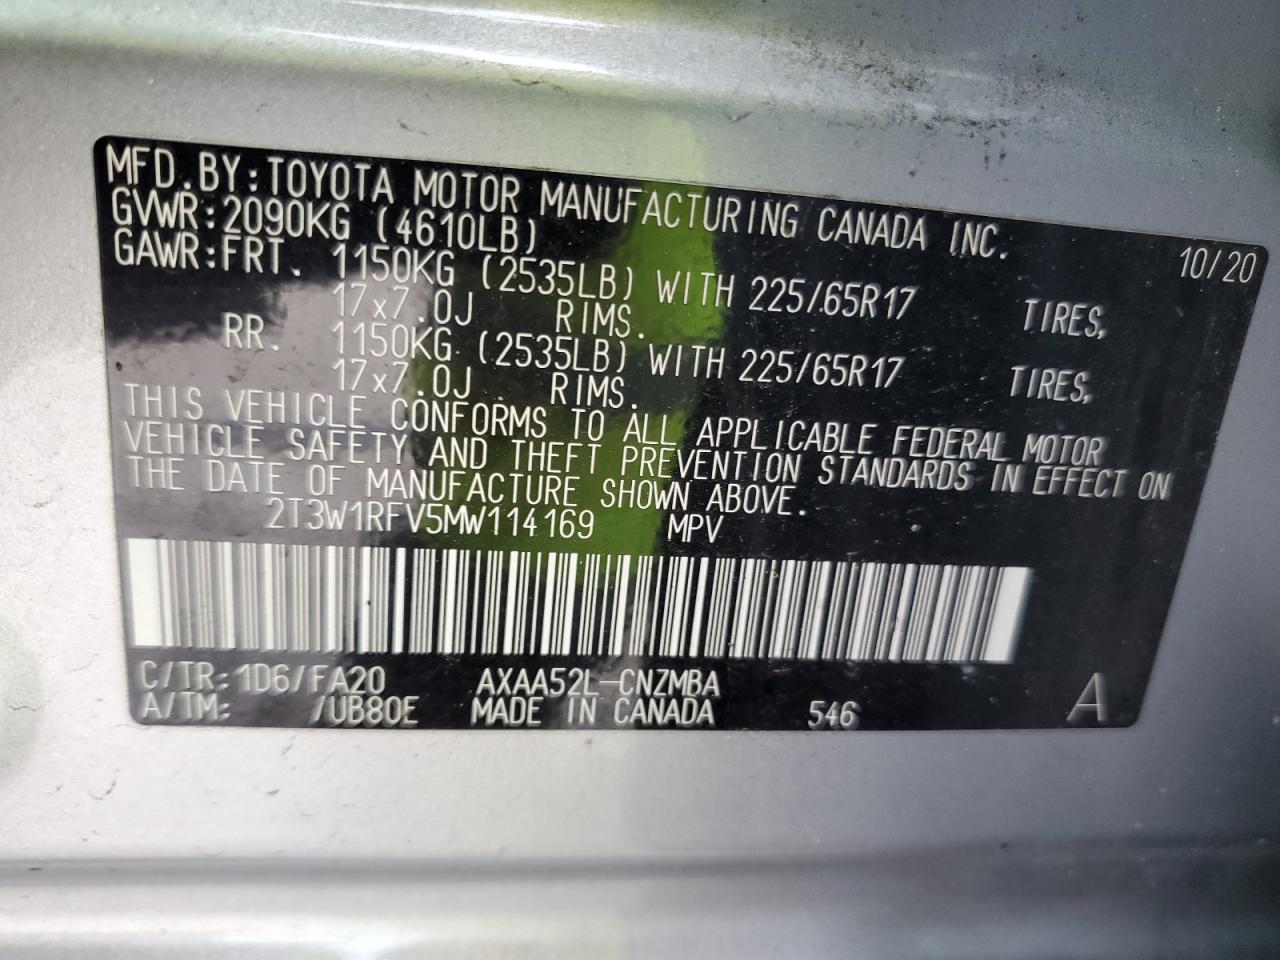 MFD.BY:TOYOTA MOTOR MANUFACTURING CANADA INC. 10/20
GVWR:2090KG (4610LB)
GAWR:FRT. 1150KG (2535LB) WITH 225/65R17 TIRES,
17x7.0J RIMS.
RR. 1150KG (2535LB) WITH 225/65R17 TIRES,
17x7.0J RIMS.
THIS VEHICLE CONFORMS TO ALL APPLICABLE FEDERAL MOTOR
VEHICLE SAFETY AND THEFT PREVENTION STANDARDS IN EFFECT ON
THE DATE OF MANUFACTURE SHOWN ABOVE.
2T3W1RFV5MW114169 MPV
C/TR:1D6/FA20 AXAA52L-CNZMBA
A/TM: /UB80E MADE IN CANADA 546 A